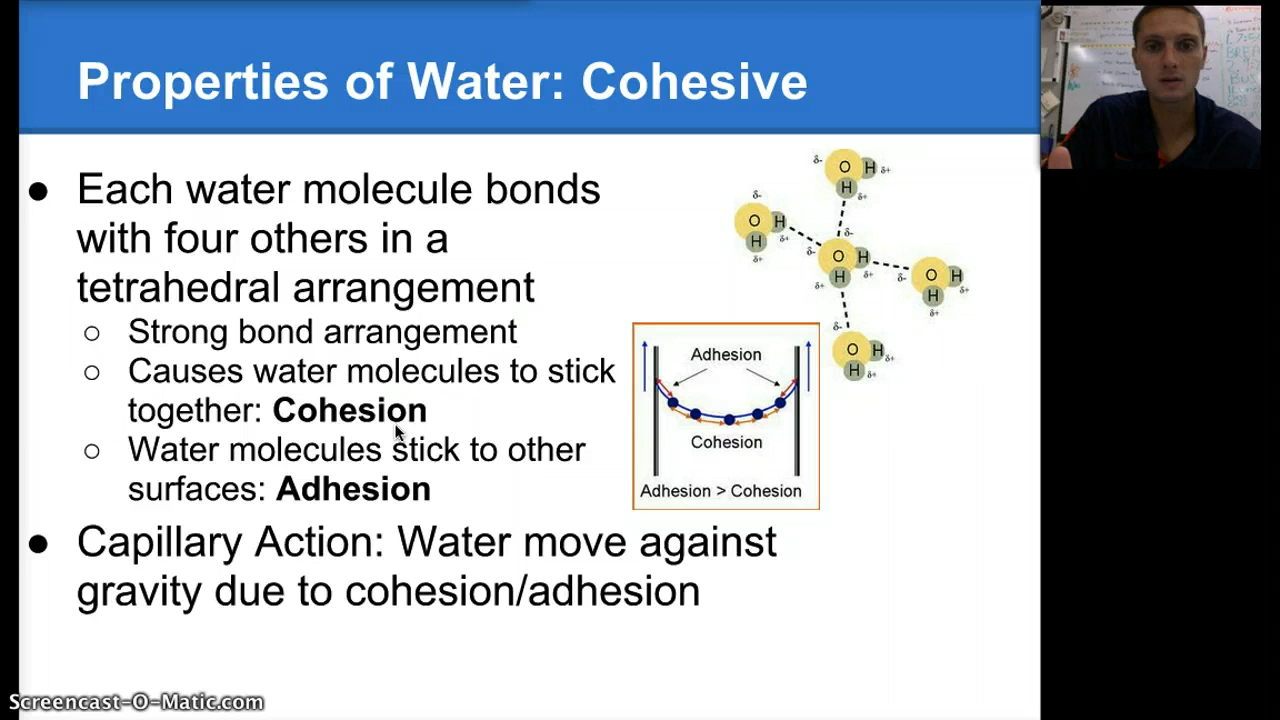 Properties of Water: Cohesive
● Each water molecule bonds
with four others in a
tetrahedral arrangement
○ Strong bond arrangement
○ Causes water molecules to stick
together: Cohesion
○ Water molecules stick to other
surfaces: Adhesion
● Capillary Action: Water move against
gravity due to cohesion/adhesion
δ- O H δ+
H δ+
δ-
O H δ+
H
δ+
δ-
δ- O H δ+
δ+ H
δ- O H δ+
H
δ+
δ-
O H δ+
H δ+
Adhesion
Cohesion
Adhesion > Cohesion
Screencast-O-Matic.com